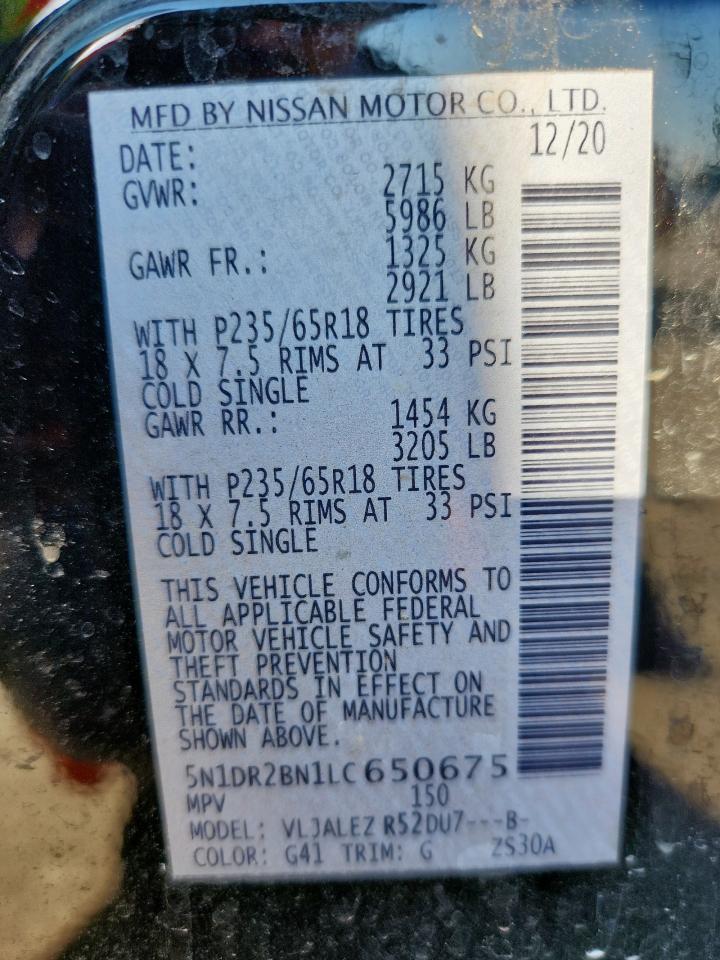 MFD BY NISSAN MOTOR CO., LTD.
DATE: 12/20
GVWR: 2715 KG
5986 LB
GAWR FR.: 1325 KG
2921 LB
WITH P235/65R18 TIRES
18 X 7.5 RIMS AT 33 PSI
COLD SINGLE
GAWR RR.: 1454 KG
3205 LB
WITH P235/65R18 TIRES
18 X 7.5 RIMS AT 33 PSI
COLD SINGLE
THIS VEHICLE CONFORMS TO
ALL APPLICABLE FEDERAL
MOTOR VEHICLE SAFETY AND
THEFT PREVENTION
STANDARDS IN EFFECT ON
THE DATE OF MANUFACTURE
SHOWN ABOVE.
5N1DR2BN1LC650675
MPV 150
MODEL: VLJALEZ R52DU7---B-
COLOR: G41 TRIM: G ZS30A